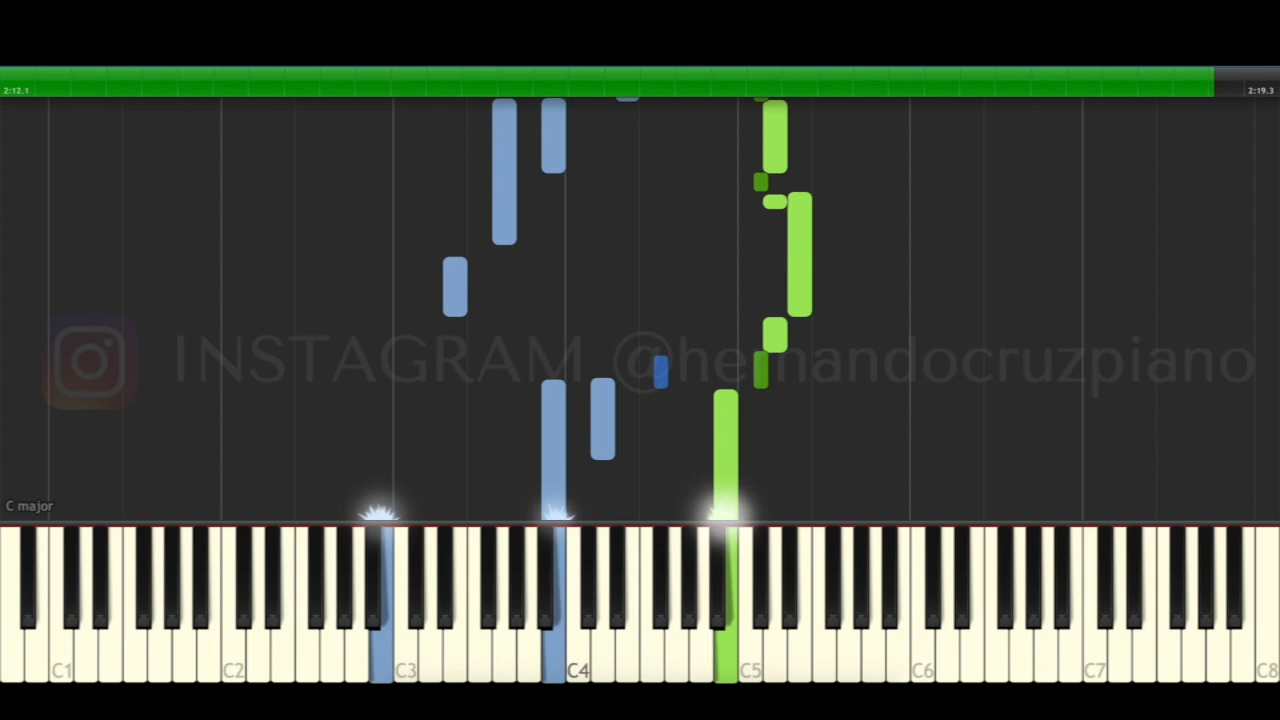 2:12.1
2:19.3
INSTAGRAM @hernandocruzpiano
C major
C1 C2 C3 C4 C5 C6 C7 C8